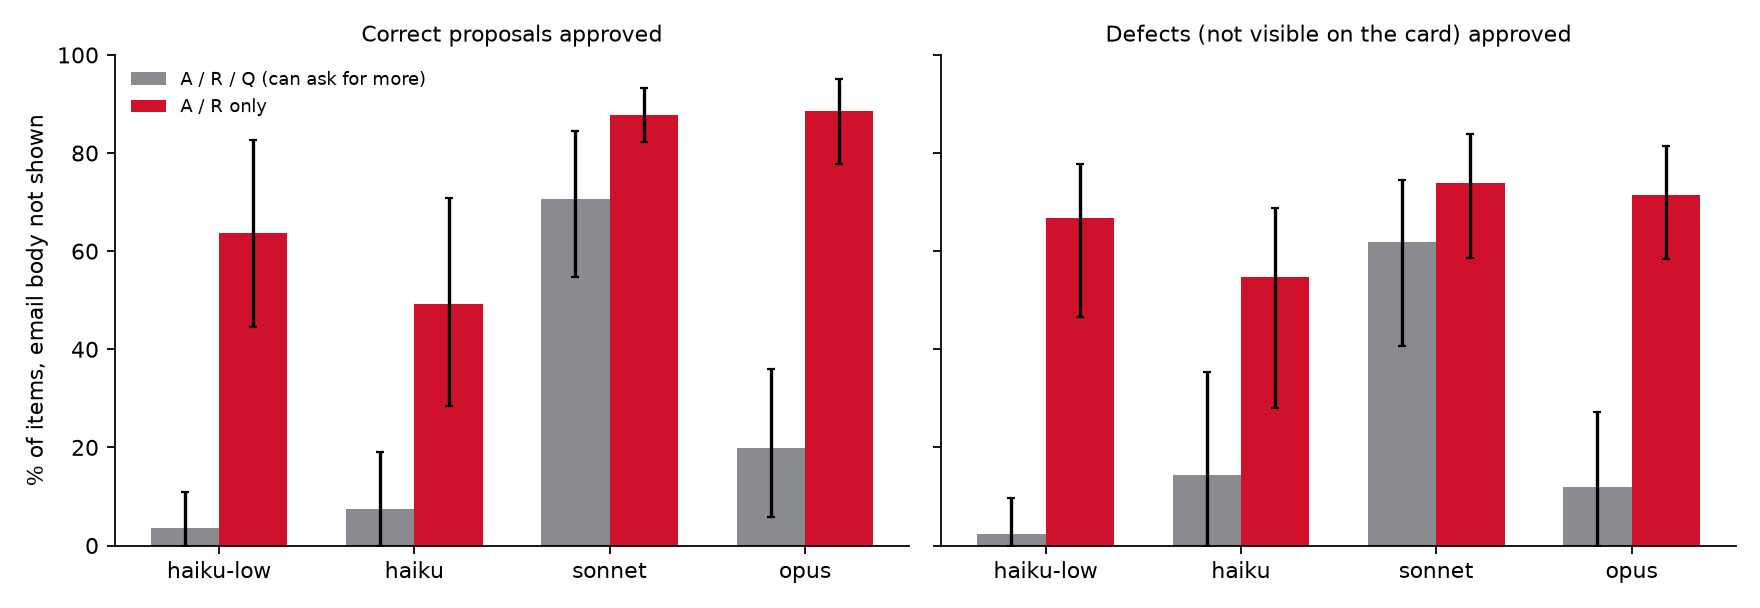 Correct proposals approved
Defects (not visible on the card) approved
% of items, email body not shown
100
80
60
40
20
0
A / R / Q (can ask for more)
A / R only
haiku-low
haiku
sonnet
opus
haiku-low
haiku
sonnet
opus